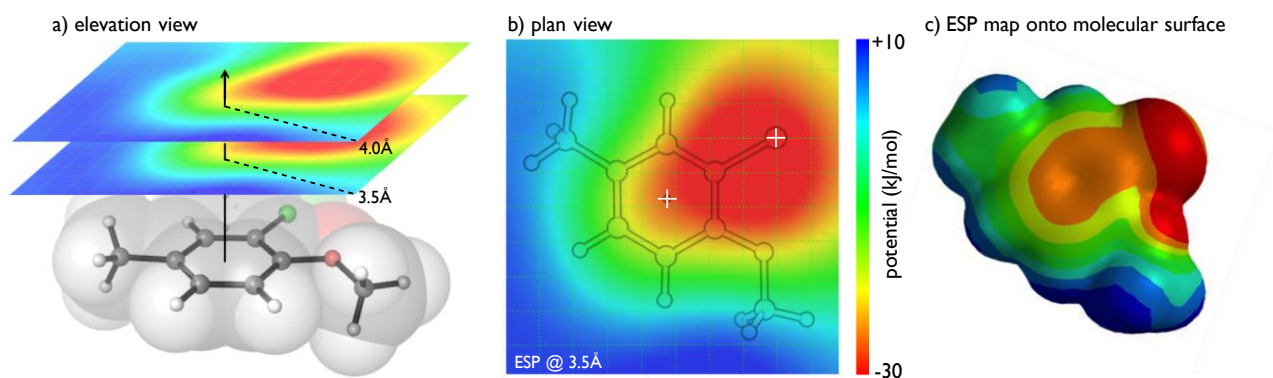 a) elevation view
b) plan view
c) ESP map onto molecular surface
4.0Å
3.5Å
ESP @ 3.5Å
+10
potential (kJ/mol)
-30